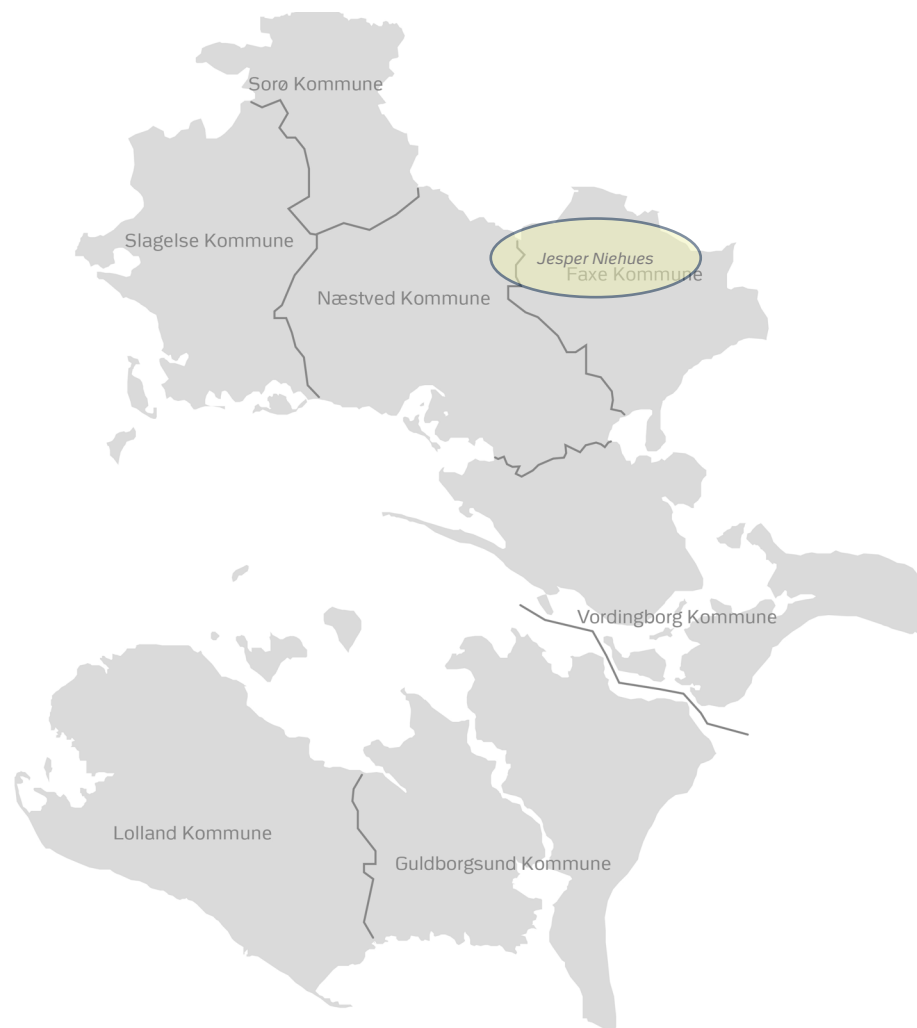 Sorø Kommune
Slagelse Kommune
Jesper Niehues
Faxe Kommune
Næstved Kommune
Vordingborg Kommune
Lolland Kommune
Guldborgsund Kommune